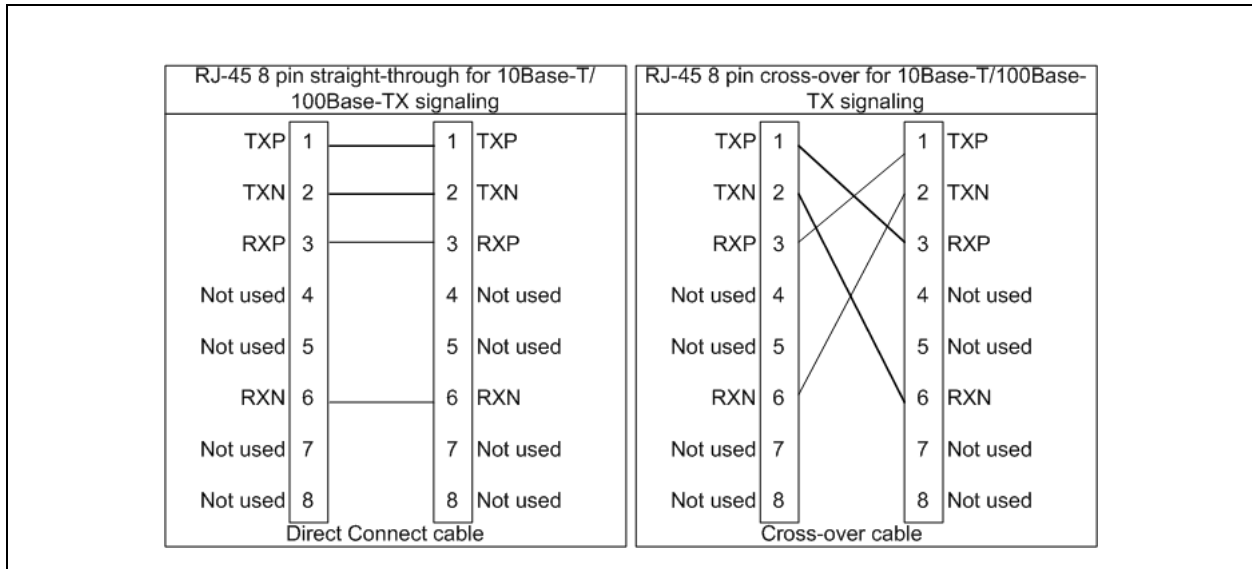 RJ-45 8 pin straight-through for 10Base-T/
100Base-TX signaling
TXP 1 1 TXP
TXN 2 2 TXN
RXP 3 3 RXP
Not used 4 4 Not used
Not used 5 5 Not used
RXN 6 6 RXN
Not used 7 7 Not used
Not used 8 8 Not used
Direct Connect cable
RJ-45 8 pin cross-over for 10Base-T/100Base-
TX signaling
TXP 1 1 TXP
TXN 2 2 TXN
RXP 3 3 RXP
Not used 4 4 Not used
Not used 5 5 Not used
RXN 6 6 RXN
Not used 7 7 Not used
Not used 8 8 Not used
Cross-over cable